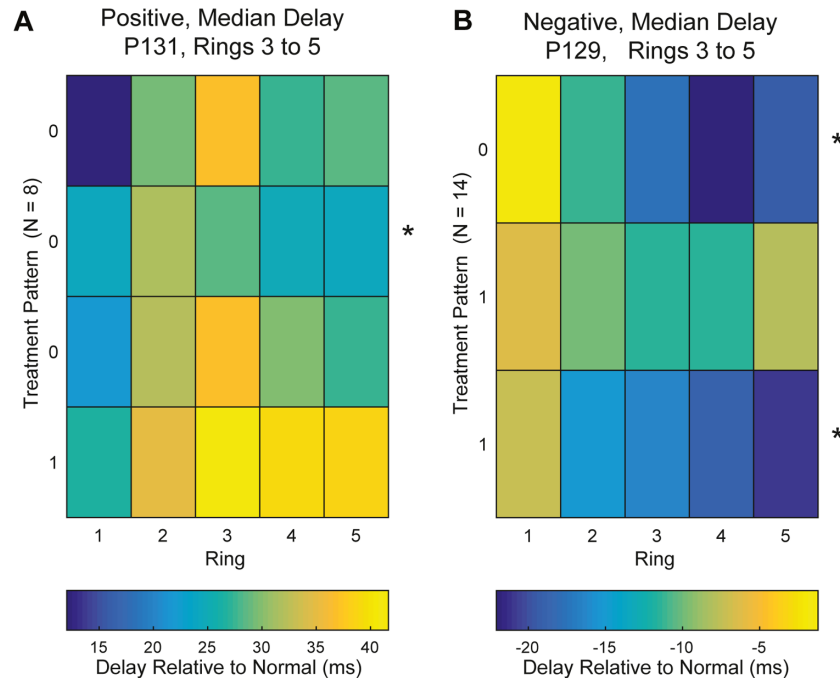 A
Positive, Median Delay
P131, Rings 3 to 5
Treatment Pattern (N = 8)
0
0
0
1
*
1 2 3 4 5
Ring
15 20 25 30 35 40
Delay Relative to Normal (ms)
B
Negative, Median Delay
P129, Rings 3 to 5
Treatment Pattern (N = 14)
0
1
1
*
*
1 2 3 4 5
Ring
-20 -15 -10 -5
Delay Relative to Normal (ms)